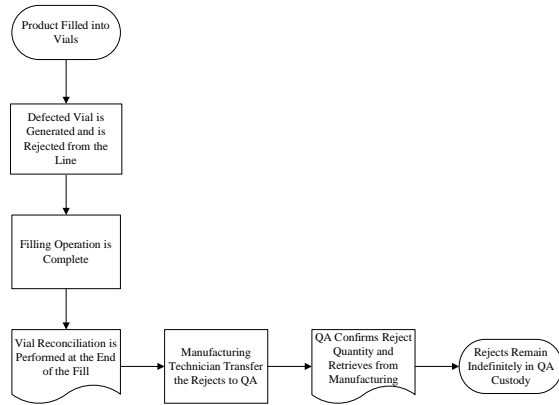 Product Filled into
Vials
Defected Vial is
Generated and is
Rejected from the
Line
Filling Operation is
Complete
Vial Reconciliation is
Performed at the End
of the Fill
Manufacturing
Technician Transfer
the Rejects to QA
QA Confirms Reject
Quantity and
Retrieves from
Manufacturing
Rejects Remain
Indefinitely in QA
Custody